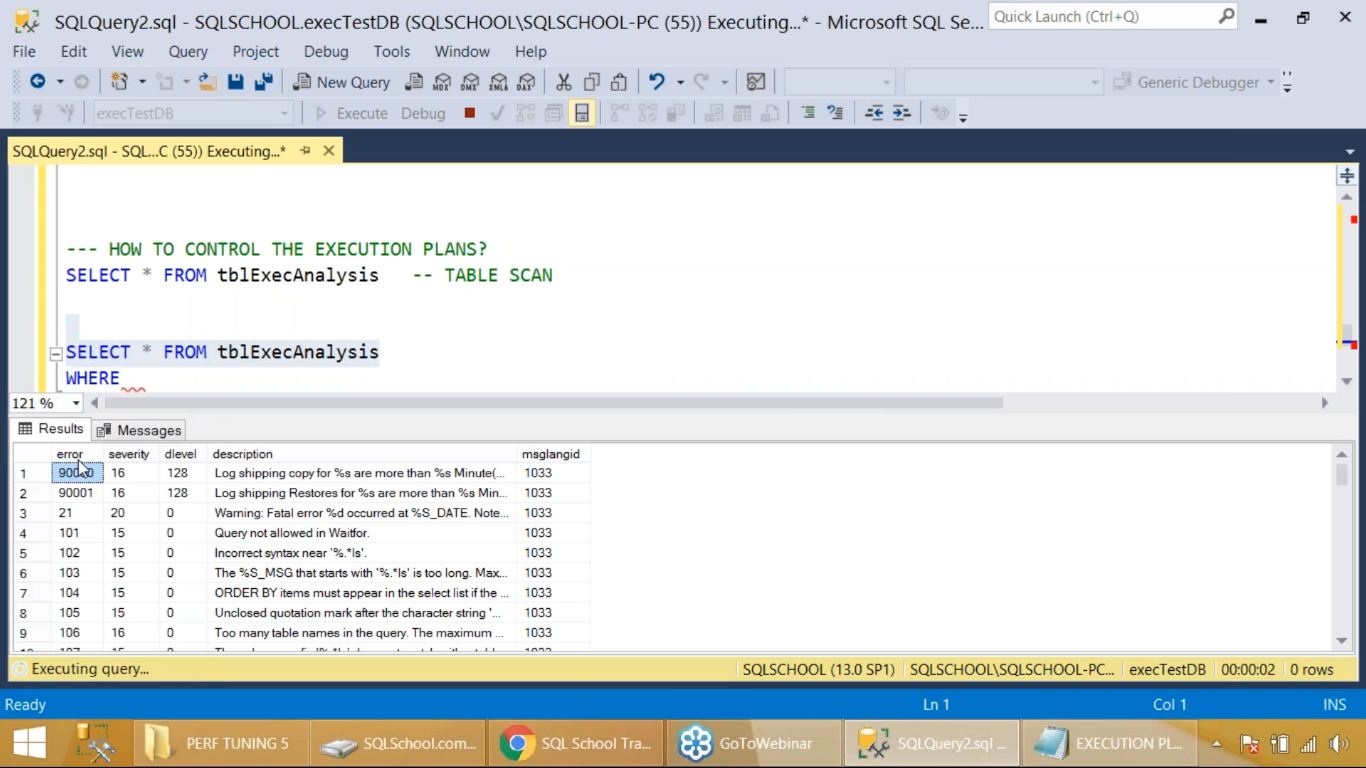 SQLQuery2.sql - SQLSCHOOL.execTestDB (SQLSCHOOL\SQLSCHOOL-PC (55)) Executing...* - Microsoft SQL Se...
Quick Launch (Ctrl+Q)
File Edit View Query Project Debug Tools Window Help
New Query MDX DMX XMLA DAX Generic Debugger
execTestDB Execute Debug
SQLQuery2.sql - SQL...C (55)) Executing...*
--- HOW TO CONTROL THE EXECUTION PLANS?
SELECT * FROM tblExecAnalysis -- TABLE SCAN
SELECT * FROM tblExecAnalysis
WHERE
121 %
Results Messages
error severity dlevel description msglangid
1 90000 16 128 Log shipping copy for %s are more than %s Minute(... 1033
2 90001 16 128 Log shipping Restores for %s are more than %s Min... 1033
3 21 20 0 Warning: Fatal error %d occurred at %S_DATE. Note... 1033
4 101 15 0 Query not allowed in Waitfor. 1033
5 102 15 0 Incorrect syntax near '%.*ls'. 1033
6 103 15 0 The %S_MSG that starts with '%.*ls' is too long. Max... 1033
7 104 15 0 ORDER BY items must appear in the select list if the ... 1033
8 105 15 0 Unclosed quotation mark after the character string '... 1033
9 106 16 0 Too many table names in the query. The maximum ... 1033
Executing query... SQLSCHOOL (13.0 SP1) SQLSCHOOL\SQLSCHOOL-PC... execTestDB 00:00:02 0 rows
Ready Ln 1 Col 1 INS
PERF TUNING 5 SQLSchool.com... SQL School Tra... GoToWebinar SQLQuery2.sql ... EXECUTION PL...